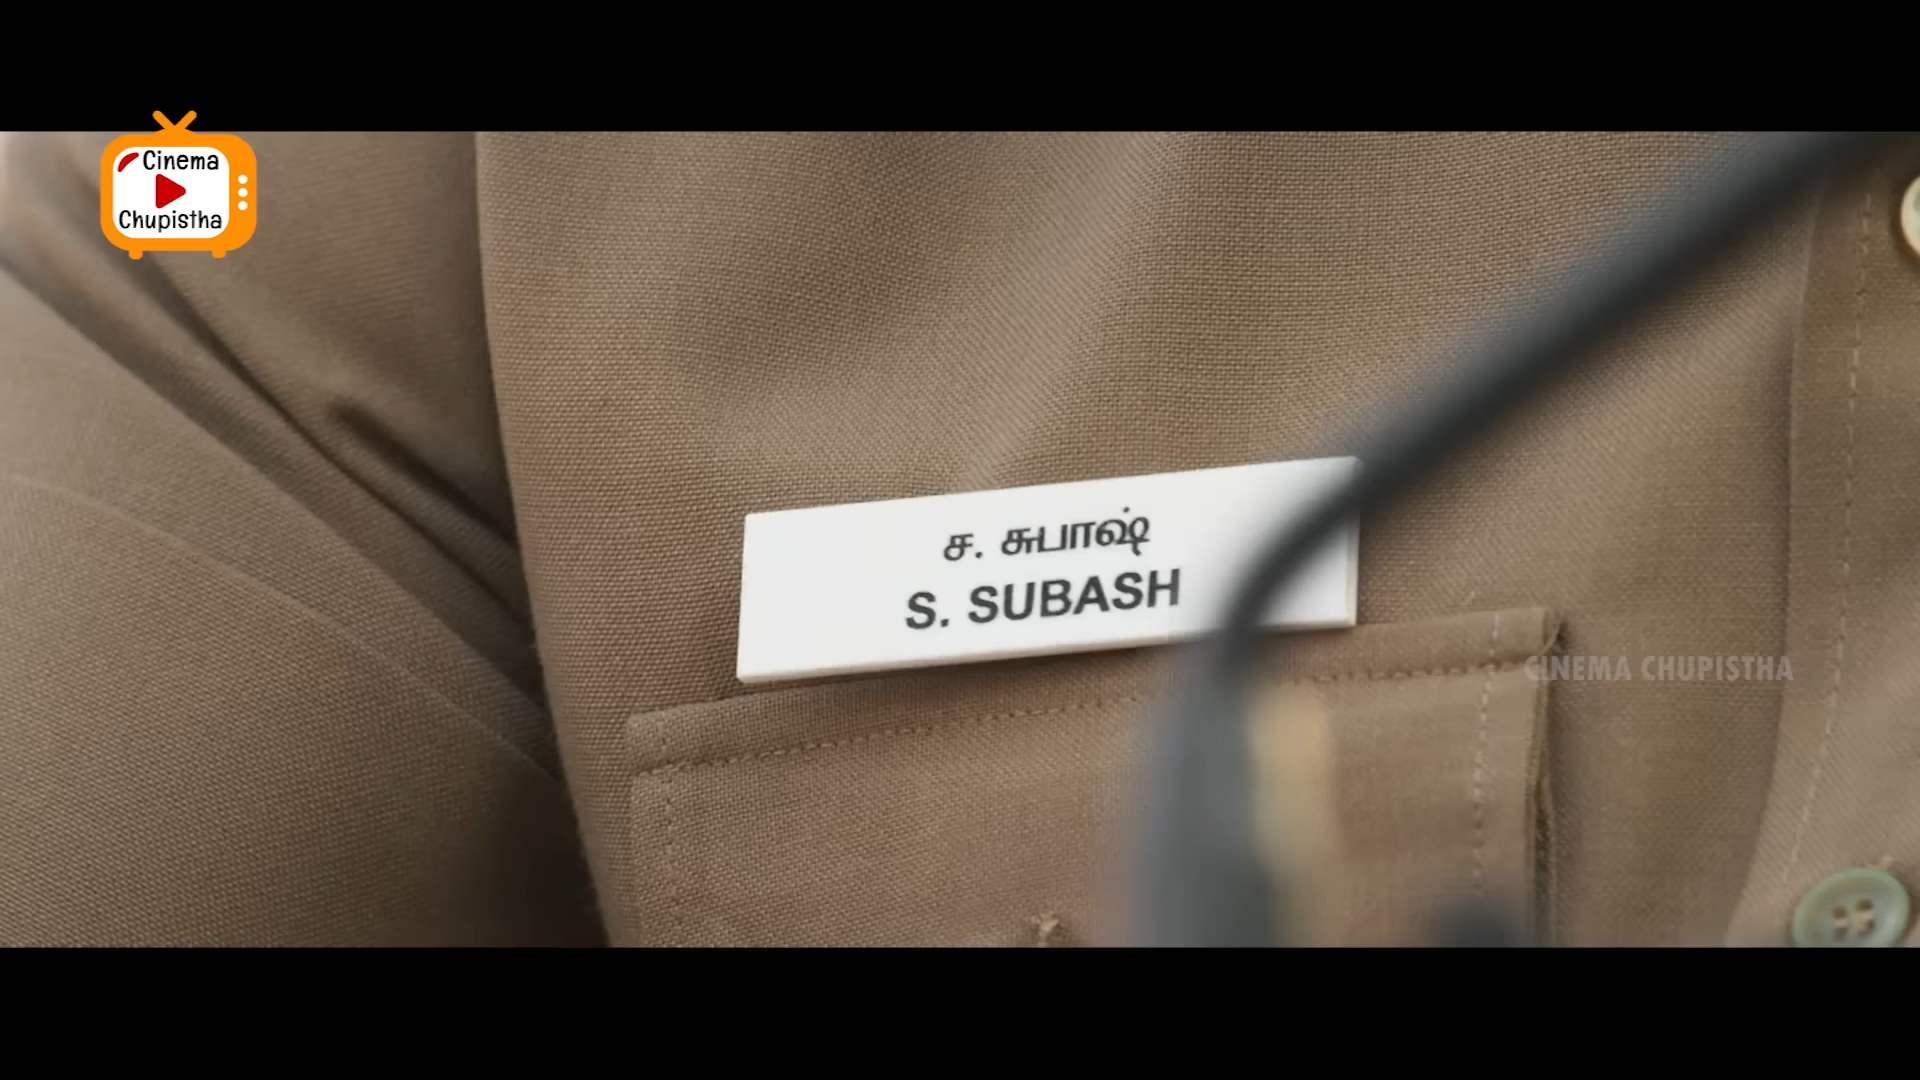 Cinema
Chupistha
ச. சுபாஷ்
S. SUBASH
CINEMA CHUPISTHA